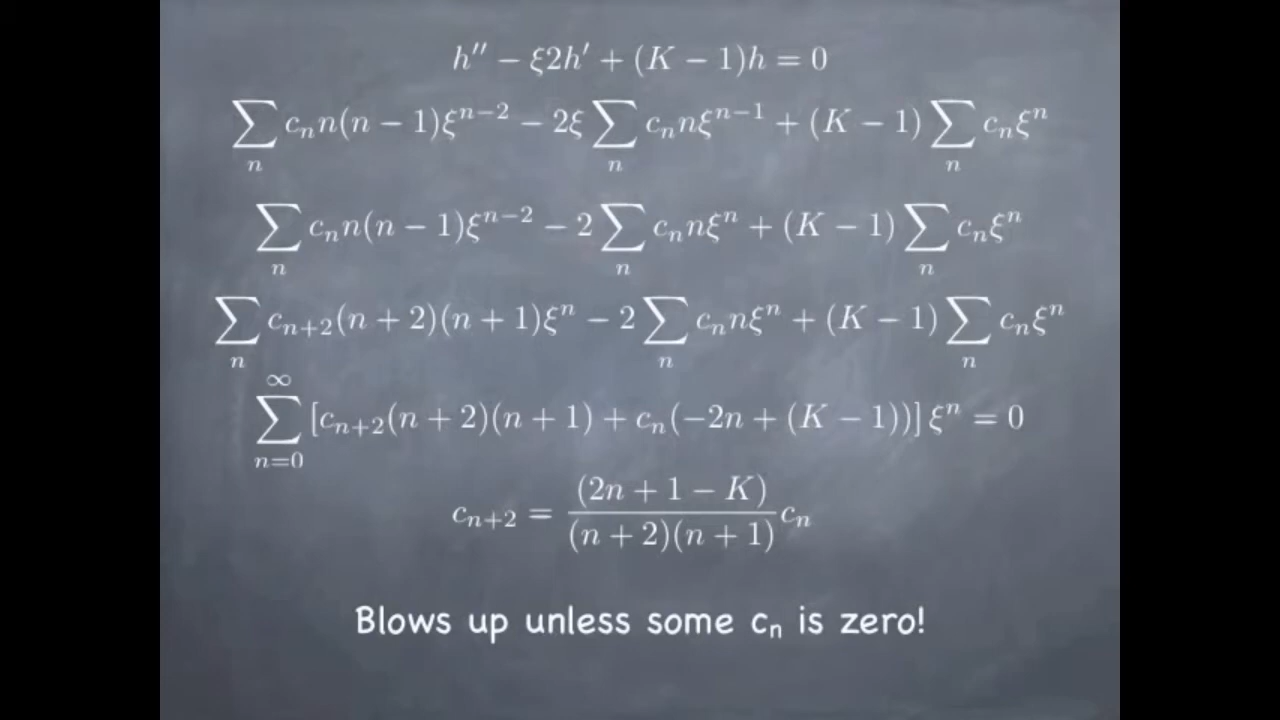 h'' − ξ2h' + (K − 1)h = 0
∑_n c_n n(n − 1)ξ^{n−2} − 2ξ ∑_n c_n nξ^{n−1} + (K − 1) ∑_n c_n ξ^n
∑_n c_n n(n − 1)ξ^{n−2} − 2 ∑_n c_n nξ^n + (K − 1) ∑_n c_n ξ^n
∑_n c_{n+2}(n + 2)(n + 1)ξ^n − 2 ∑_n c_n nξ^n + (K − 1) ∑_n c_n ξ^n
∑_{n=0}^{∞} [c_{n+2}(n + 2)(n + 1) + c_n(−2n + (K − 1))] ξ^n = 0
c_{n+2} = \frac{(2n + 1 − K)}{(n + 2)(n + 1)} c_n
Blows up unless some c_n is zero!